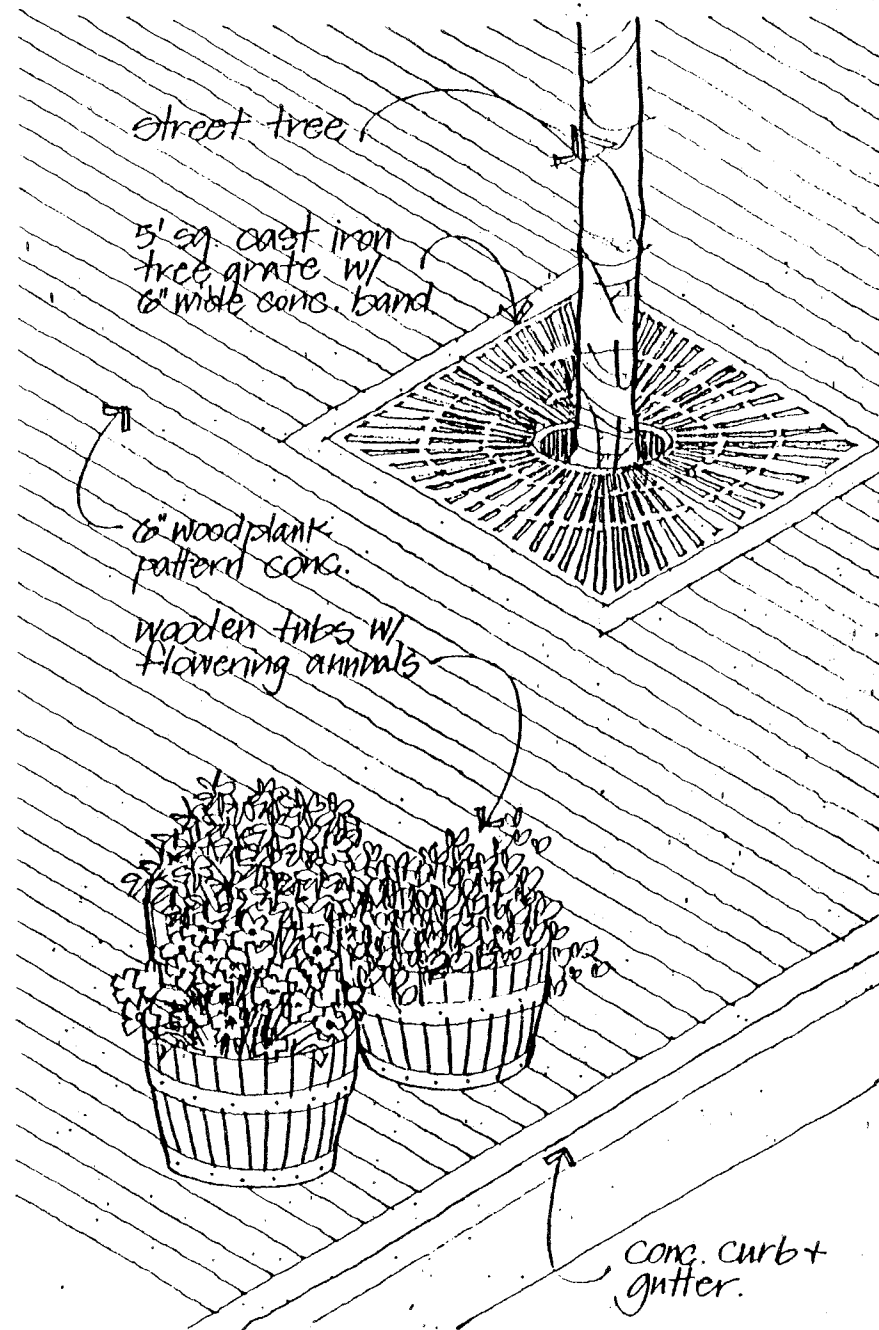 street tree
5' sq. cast iron
tree grate w/
6" wide conc. band
6" wood plank
pattern conc.
wooden tubs w/
flowering annuals
conc. curb +
gutter.